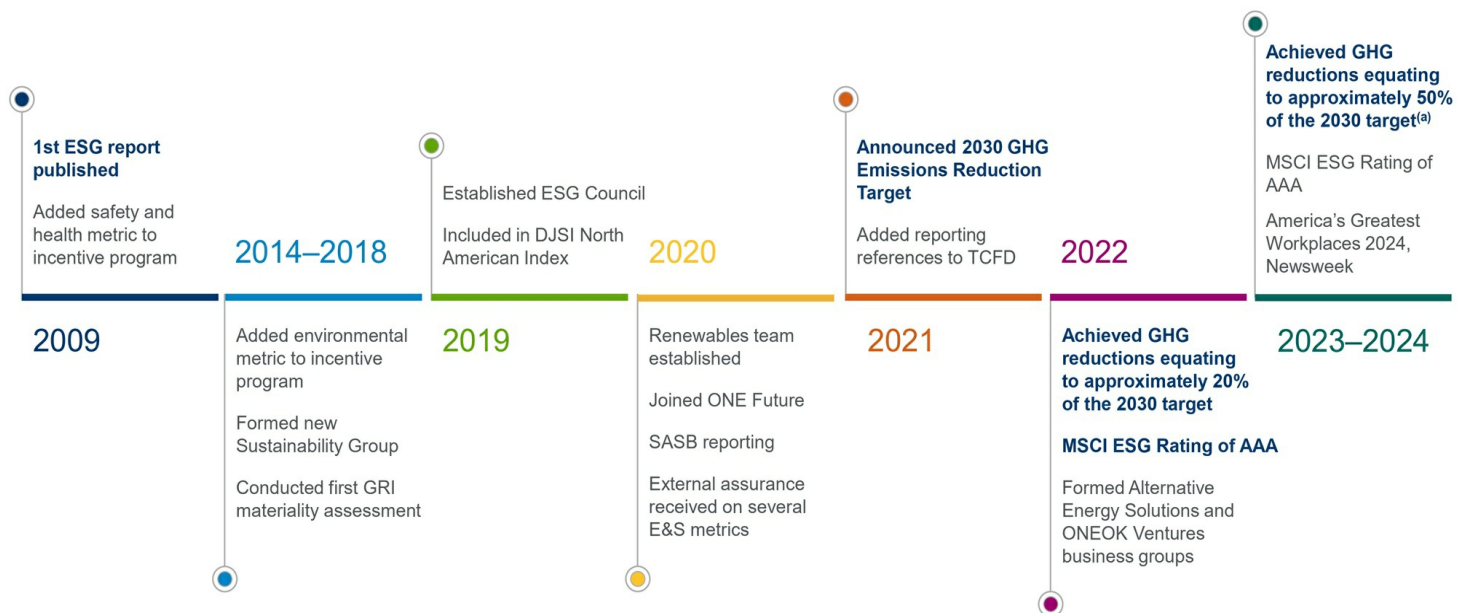 1st ESG report
published
Added safety and
health metric to
incentive program
2009
2014–2018
Added environmental
metric to incentive
program
Formed new
Sustainability Group
Conducted first GRI
materiality assessment
Established ESG Council
Included in DJSI North
American Index
2019
2020
Renewables team
established
Joined ONE Future
SASB reporting
External assurance
received on several
E&S metrics
Announced 2030 GHG
Emissions Reduction
Target
Added reporting
references to TCFD
2021
2022
Achieved GHG
reductions equating
to approximately 20%
of the 2030 target
MSCI ESG Rating of AAA
Formed Alternative
Energy Solutions and
ONEOK Ventures
business groups
Achieved GHG
reductions equating
to approximately 50%
of the 2030 target(a)
MSCI ESG Rating of
AAA
America’s Greatest
Workplaces 2024,
Newsweek
2023–2024